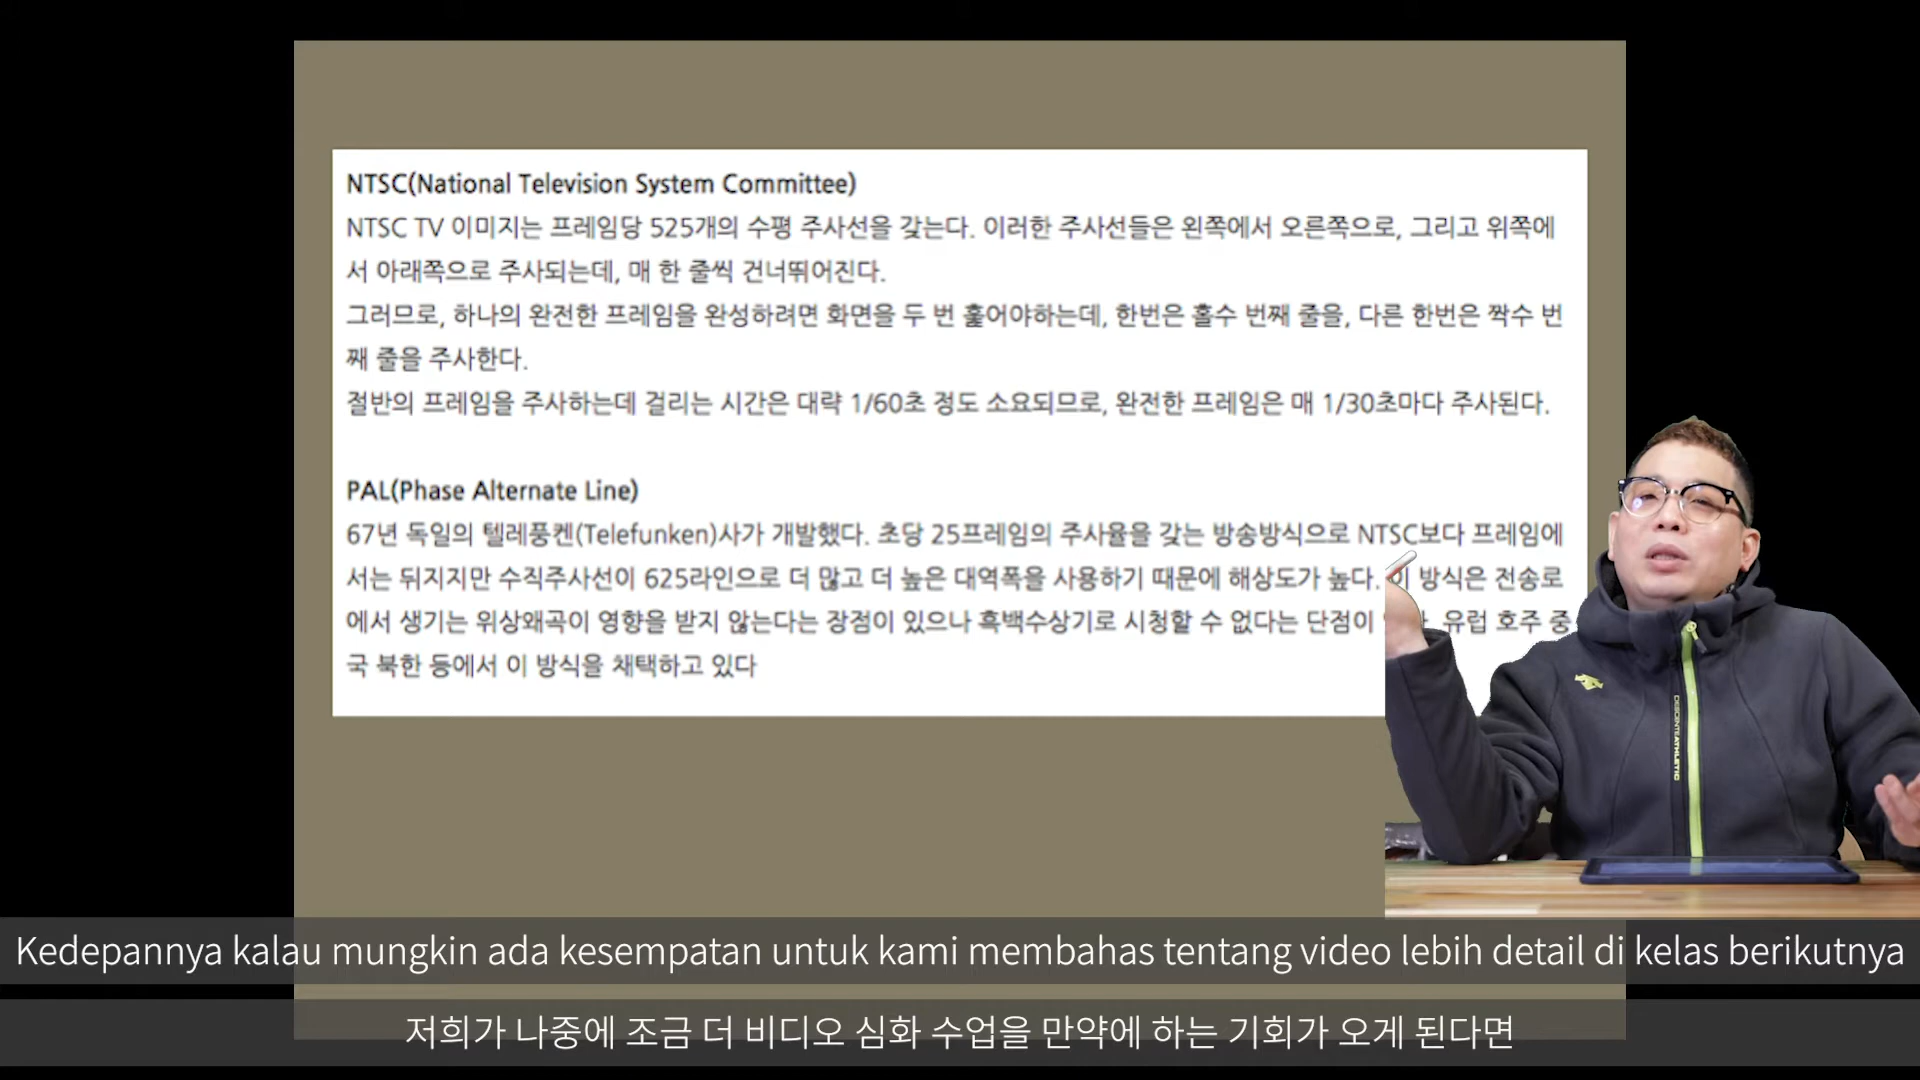 NTSC(National Television System Committee)
NTSC TV 이미지는 프레임당 525개의 수평 주사선을 갖는다. 이러한 주사선들은 왼쪽에서 오른쪽으로, 그리고 위쪽에
서 아래쪽으로 주사되는데, 매 한 줄씩 건너뛰어진다.
그러므로, 하나의 완전한 프레임을 완성하려면 화면을 두 번 훑어야하는데, 한번은 홀수 번째 줄을, 다른 한번은 짝수 번
째 줄을 주사한다.
절반의 프레임을 주사하는데 걸리는 시간은 대략 1/60초 정도 소요되므로, 완전한 프레임은 매 1/30초마다 주사된다.
PAL(Phase Alternate Line)
67년 독일의 텔레풍켄(Telefunken)사가 개발했다. 초당 25프레임의 주사율을 갖는 방송방식으로 NTSC보다 프레임에
서는 뒤지지만 수직주사선이 625라인으로 더 많고 더 높은 대역폭을 사용하기 때문에 해상도가 높다. 이 방식은 전송로
에서 생기는 위상왜곡이 영향을 받지 않는다는 장점이 있으나 흑백수상기로 시청할 수 없다는 단점이 유럽 호주 중
국 북한 등에서 이 방식을 채택하고 있다
DESCENTE ATHLETIC
Kedepannya kalau mungkin ada kesempatan untuk kami membahas tentang video lebih detail di kelas berikutnya
저희가 나중에 조금 더 비디오 심화 수업을 만약에 하는 기회가 오게 된다면